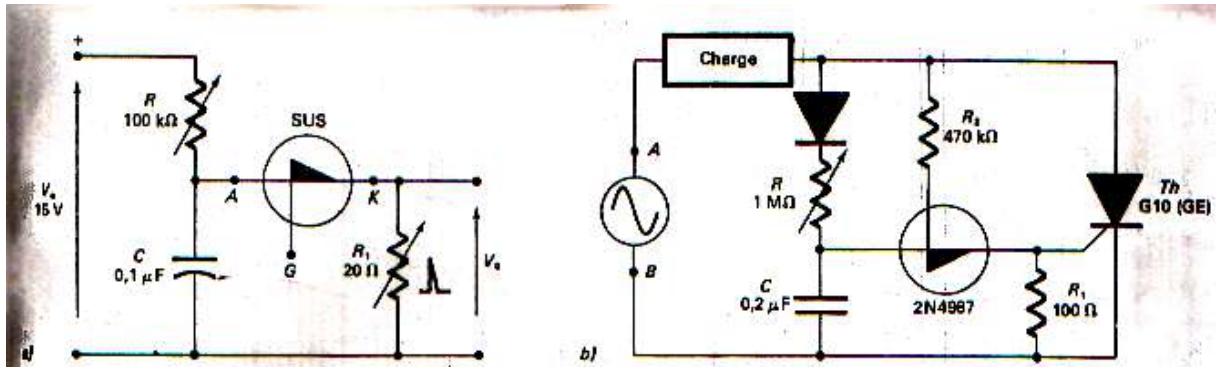 +
R
100 kΩ
SUS
A
K
15 V
C
0,1 µF
G
R₁
20 Ω
a)
Charge
A
B
R
1 MΩ
R₂
470 kΩ
Th
G10 (GE)
C
0,2 µF
2N4987
R₁
100 Ω
b)